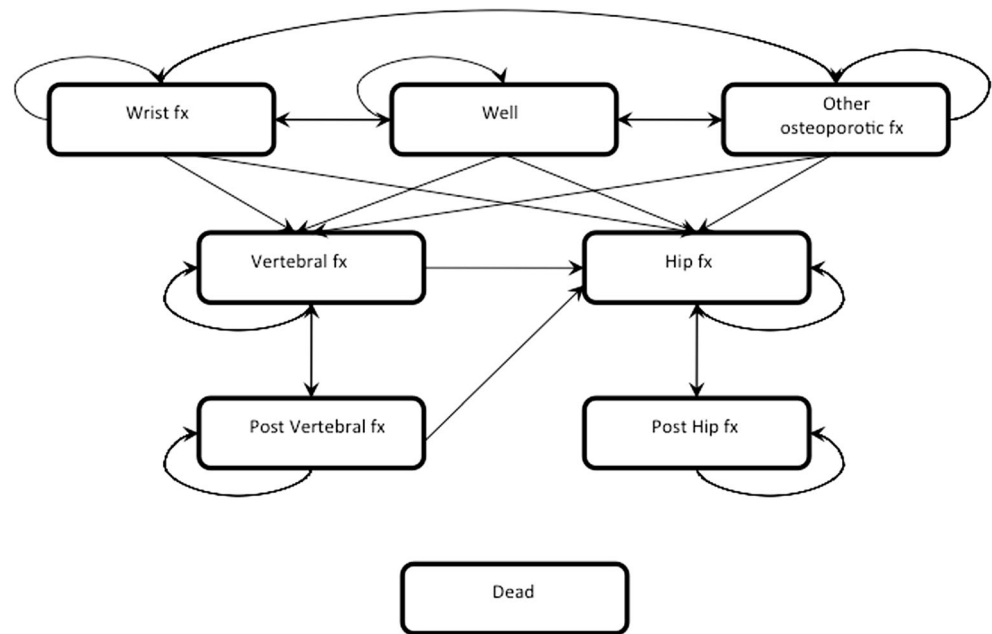 Wrist fx
Well
Other
osteoporotic fx
Vertebral fx
Hip fx
Post Vertebral fx
Post Hip fx
Dead